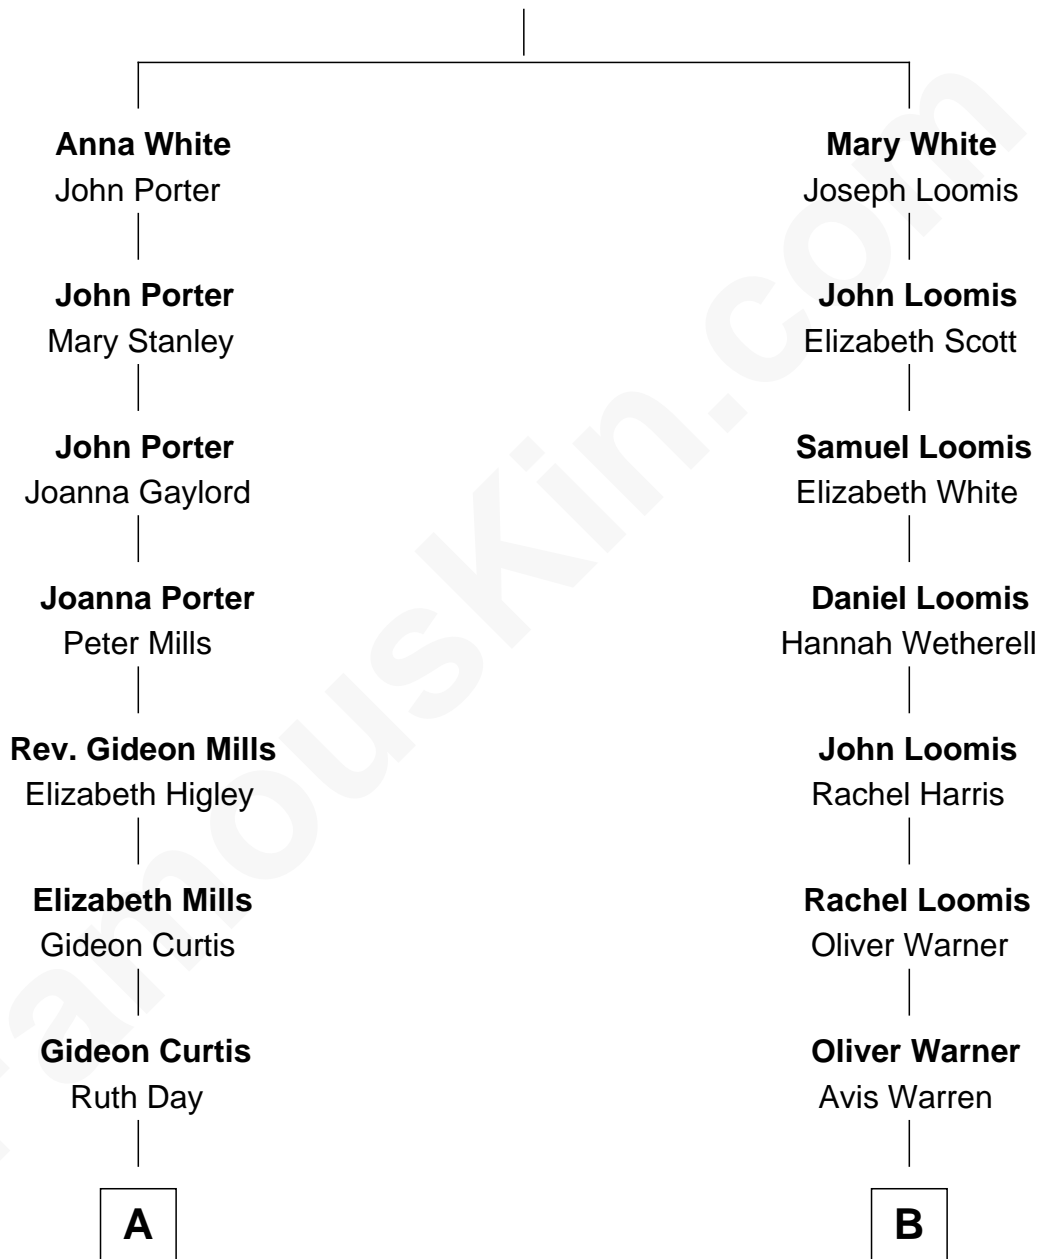 Anna White
John Porter
Mary White
Joseph Loomis
John Porter
Mary Stanley
John Loomis
Elizabeth Scott
John Porter
Joanna Gaylord
Samuel Loomis
Elizabeth White
Joanna Porter
Peter Mills
Daniel Loomis
Hannah Wetherell
Rev. Gideon Mills
Elizabeth Higley
John Loomis
Rachel Harris
Elizabeth Mills
Gideon Curtis
Rachel Loomis
Oliver Warner
Gideon Curtis
Ruth Day
Oliver Warner
Avis Warren
A
B
FamousKin.com